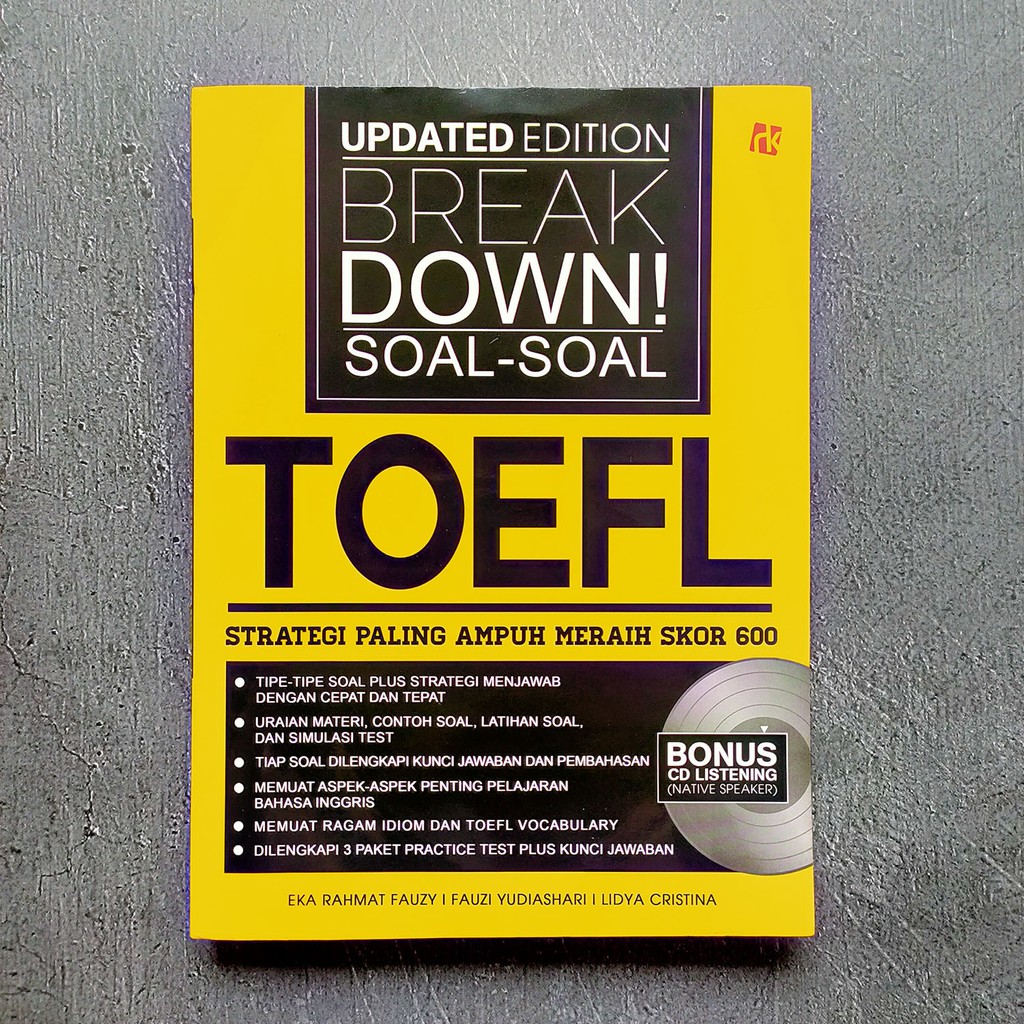 UPDATED EDITION
BREAK
DOWN!
SOAL-SOAL
TOEFL
STRATEGI PALING AMPUH MERAIH SKOR 600
TIPE-TIPE SOAL PLUS STRATEGI MENJAWAB
DENGAN CEPAT DAN TEPAT
URAIAN MATERI, CONTOH SOAL, LATIHAN SOAL,
DAN SIMULASI TEST
TIAP SOAL DILENGKAPI KUNCI JAWABAN DAN PEMBAHASAN
MEMUAT ASPEK-ASPEK PENTING PELAJARAN
BAHASA INGGRIS
MEMUAT RAGAM IDIOM DAN TOEFL VOCABULARY
DILENGKAPI 3 PAKET PRACTICE TEST PLUS KUNCI JAWABAN
BONUS
CD LISTENING
(NATIVE SPEAKER)
EKA RAHMAT FAUZY I FAUZI YUDIASHARI I LIDYA CRISTINA